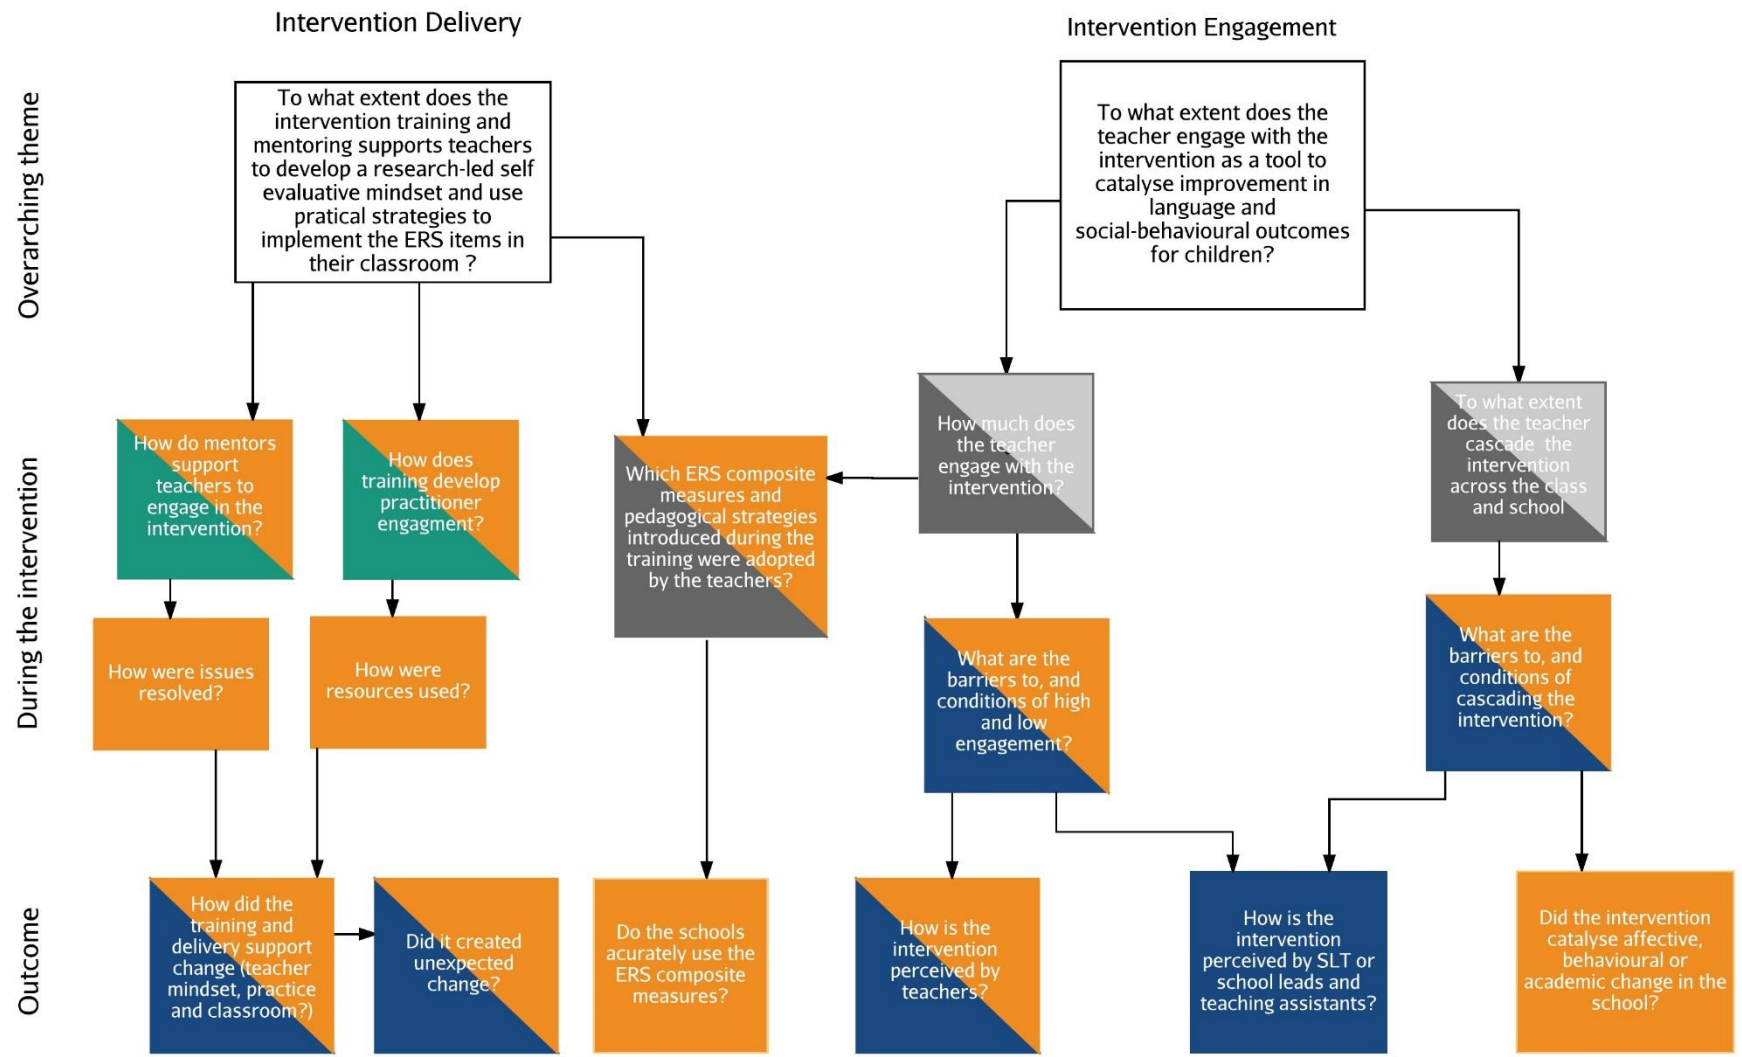 Intervention Delivery
Intervention Engagement
Overarching theme
To what extent does the
intervention training and
mentoring supports teachers
to develop a research-led self
evaluative mindset and use
pratical strategies to
implement the ERS items in
their classroom ?
To what extent does the
teacher engage with the
intervention as a tool to
catalyse improvement in
language and
social-behavioural outcomes
for children?
During the intervention
How do mentors
support
teachers to
engage in the
intervention?
How does
training develop
practitioner
engagment?
Which ERS composite
measures and
pedagogical strategies
introduced during the
training were adopted
by the teachers?
How much does
the teacher
engage with the
intervention?
To what extent
does the teacher
cascade the
intervention
across the class
and school
How were issues
resolved?
How were
resources used?
What are the
barriers to, and
conditions of high
and low
engagement?
What are the
barriers to, and
conditions of
cascading the
intervention?
Outcome
How did the
training and
delivery support
change (teacher
mindset, practice
and classroom?)
Did it created
unexpected
change?
Do the schools
acurately use the
ERS composite
measures?
How is the
intervention
perceived by
teachers?
How is the
intervention
perceived by SLT or
school leads and
teaching assistants?
Did the intervention
catalyse affective,
behavioural or
academic change in the
school?